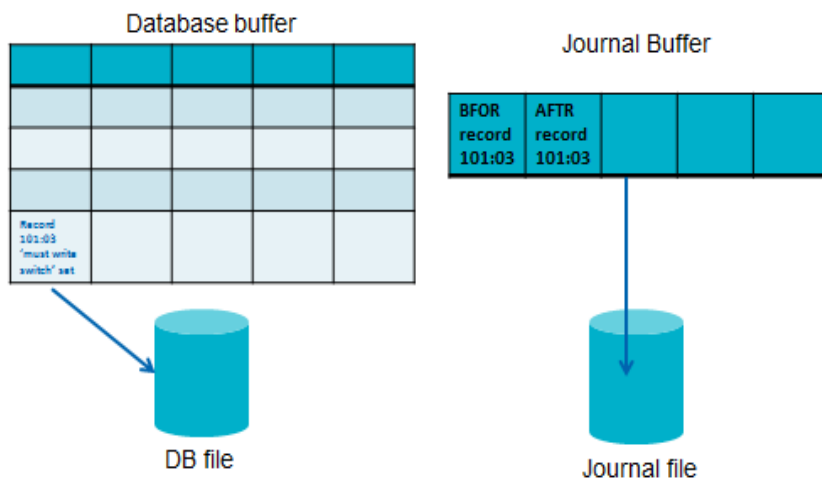 Database buffer
Journal Buffer
BFOR
record
101:03
AFTR
record
101:03
Record
101:03
‘must write
switch’ set
DB file
Journal file